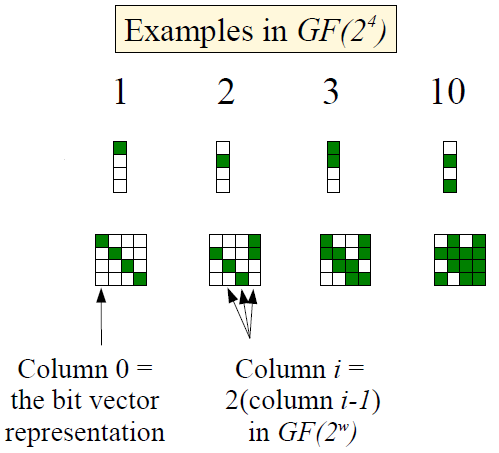 Examples in GF(2⁴)
1 2 3 10
Column 0 =
the bit vector
representation
Column i =
2(column i-1)
in GF(2ʷ)